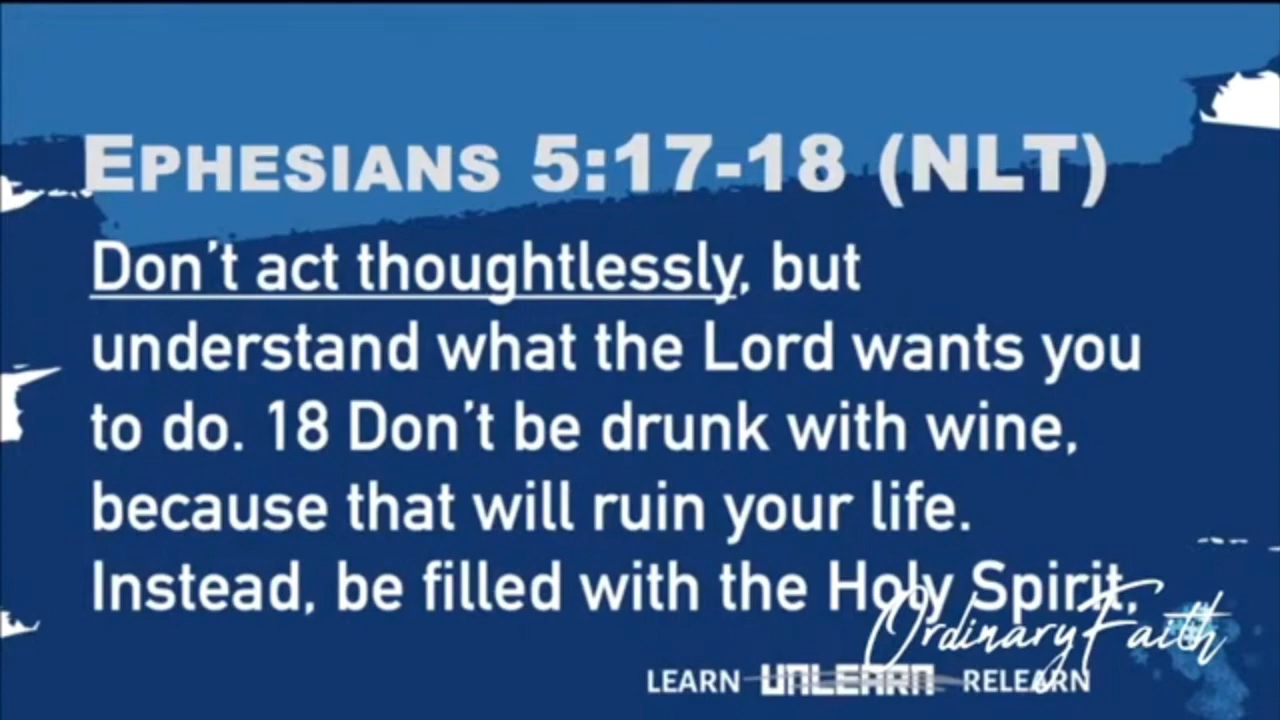 EPHESIANS 5:17-18 (NLT)
Don't act thoughtlessly, but
understand what the Lord wants you
to do. 18 Don't be drunk with wine,
because that will ruin your life.
Instead, be filled with the Holy Spirit,
Ordinary Faith
LEARN UNLEARN RELEARN